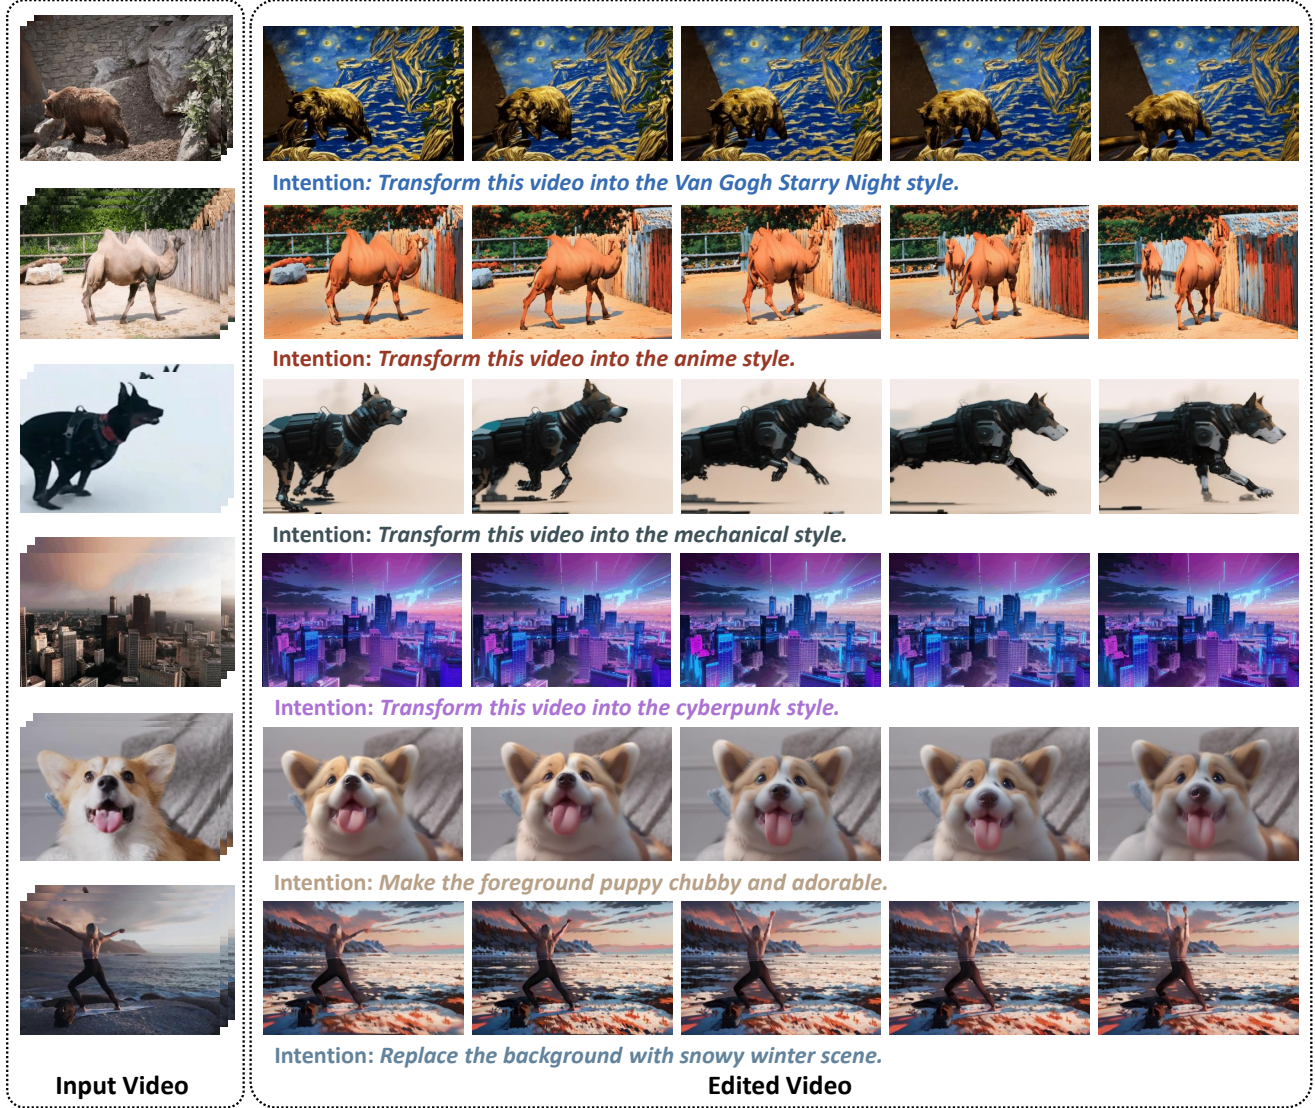 Intention: Transform this video into the Van Gogh Starry Night style.
Intention: Transform this video into the anime style.
Intention: Transform this video into the mechanical style.
Intention: Transform this video into the cyberpunk style.
Intention: Make the foreground puppy chubby and adorable.
Intention: Replace the background with snowy winter scene.
Input Video
Edited Video